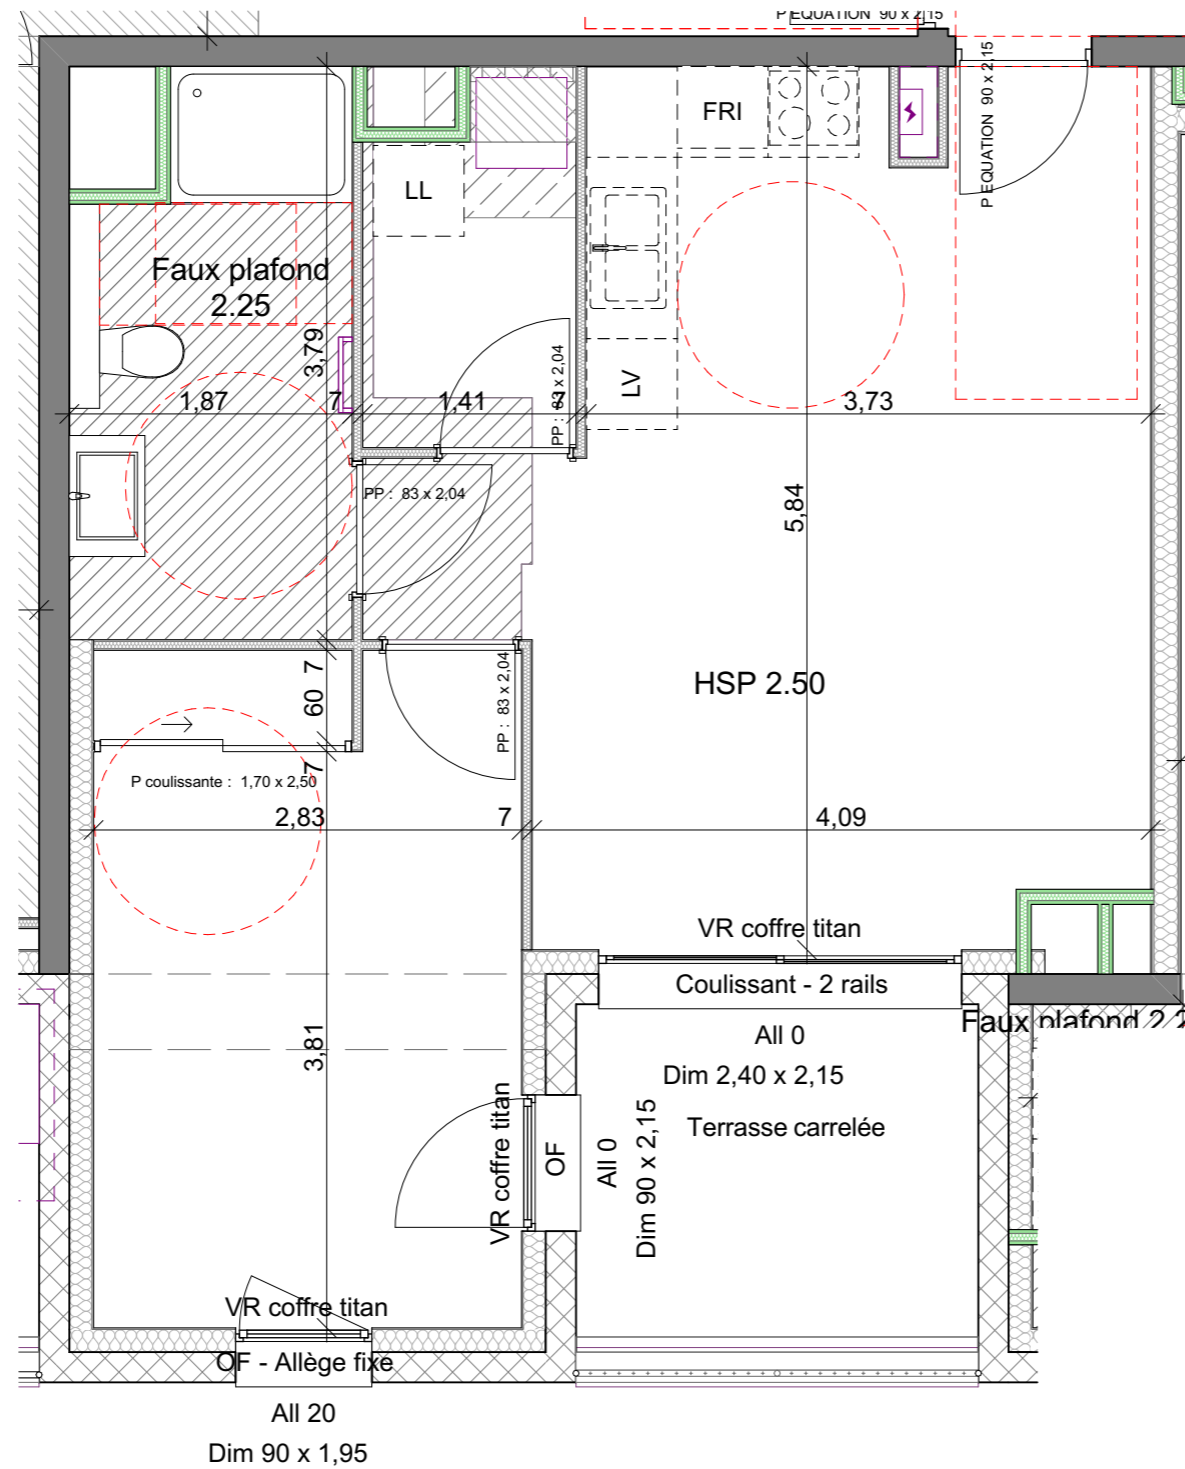 P EQUATION 90 x 2,15
P EQUATION 90 x 2,15
FRI
LL
Faux plafond
2.25
3,79
LV
PP : 83 x 2,04
1,87
7
1,41
7
3,73
PP : 83 x 2,04
5,84
7
60
7
PP : 83 x 2,04
HSP 2.50
P coulissante : 1,70 x 2,50
2,83
7
4,09
VR coffre titan
Coulissant - 2 rails
Faux plafond 2.2
All 0
Dim 2,40 x 2,15
Terrasse carrelée
3,81
VR coffre titan
OF
All 0
Dim 90 x 2,15
VR coffre titan
OF - Allège fixe
All 20
Dim 90 x 1,95